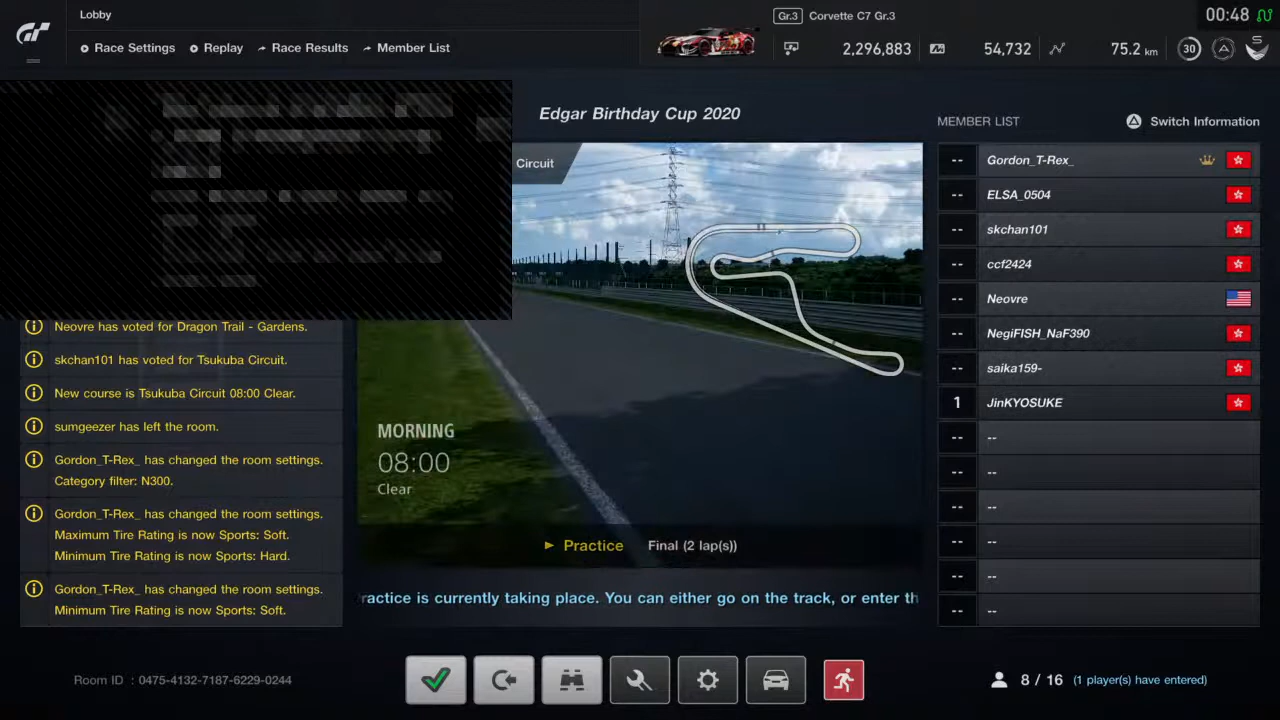 Lobby
Race Settings
Replay
Race Results
Member List
Gr.3
Corvette C7 Gr.3
2,296,883
54,732
75.2 km
30
00:48
S
Edgar Birthday Cup 2020
Circuit
MORNING
08:00
Clear
Practice
Final (2 lap(s))
ractice is currently taking place. You can either go on the track, or enter th
Neovre has voted for Dragon Trail - Gardens.
skchan101 has voted for Tsukuba Circuit.
New course is Tsukuba Circuit 08:00 Clear.
sumgeezer has left the room.
Gordon_T-Rex_ has changed the room settings.
Category filter: N300.
Gordon_T-Rex_ has changed the room settings.
Maximum Tire Rating is now Sports: Soft.
Minimum Tire Rating is now Sports: Hard.
Gordon_T-Rex_ has changed the room settings.
Minimum Tire Rating is now Sports: Soft.
MEMBER LIST
Switch Information
-- Gordon_T-Rex_
-- ELSA_0504
-- skchan101
-- ccf2424
-- Neovre
-- NegiFISH_NaF390
-- saika159-
1 JinKYOSUKE
-- --
-- --
-- --
-- --
-- --
-- --
Room ID : 0475-4132-7187-6229-0244
8 / 16 (1 player(s) have entered)